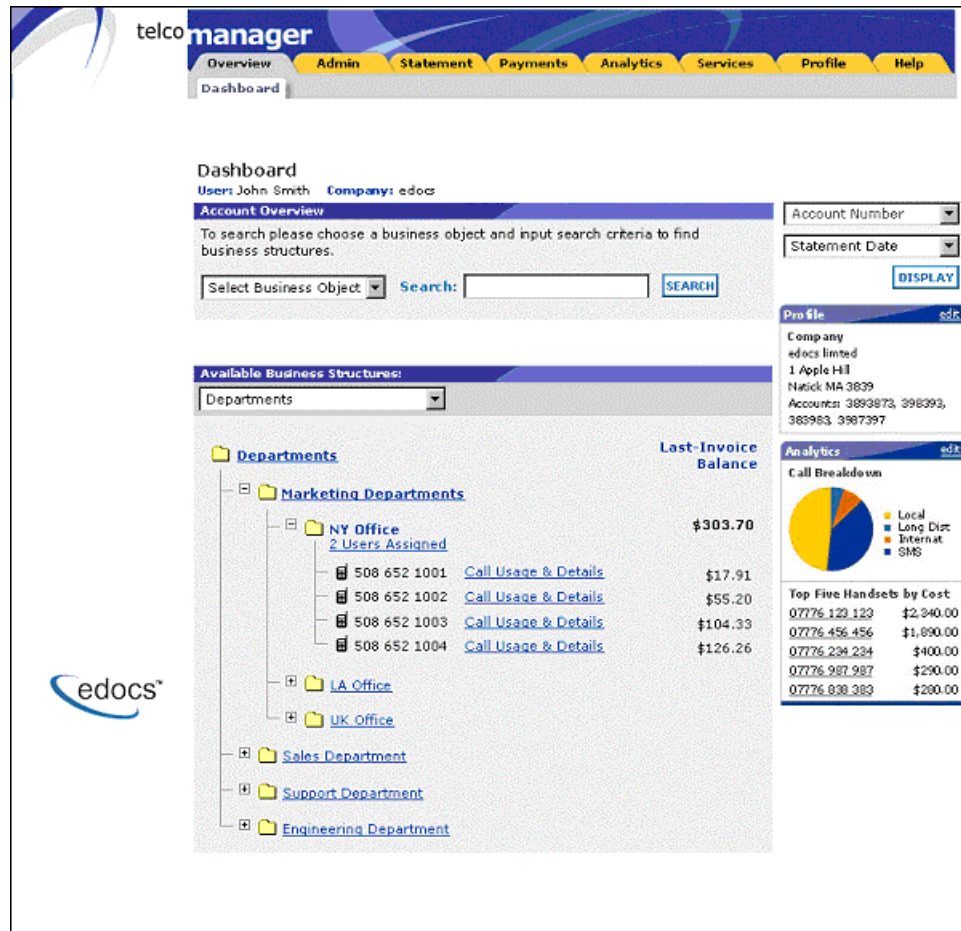 telco manager
Overview Admin Statement Payments Analytics Services Profile Help
Dashboard
Dashboard
User: John Smith Company: edocs
Account Overview
To search please choose a business object and input search criteria to find
business structures.
Select Business Object Search: SEARCH
Account Number
Statement Date
DISPLAY
Profile edit
Company
edocs limted
1 Apple Hill
Natick MA 3839
Accounts: 3893873, 398393,
383983, 3987397
Available Business Structures:
Departments
Last-Invoice
Balance
Departments
Marketing Departments
NY Office $303.70
2 Users Assigned
508 652 1001 Call Usage & Details $17.91
508 652 1002 Call Usage & Details $55.20
508 652 1003 Call Usage & Details $104.33
508 652 1004 Call Usage & Details $126.26
LA Office
UK Office
Sales Department
Support Department
Engineering Department
Analytics edit
Call Breakdown
Local
Long Dist
Internat
SMS
Top Five Handsets by Cost
07776 123 123 $2,340.00
07776 456 456 $1,890.00
07776 234 234 $400.00
07776 987 987 $290.00
07776 838 383 $280.00
edocs™